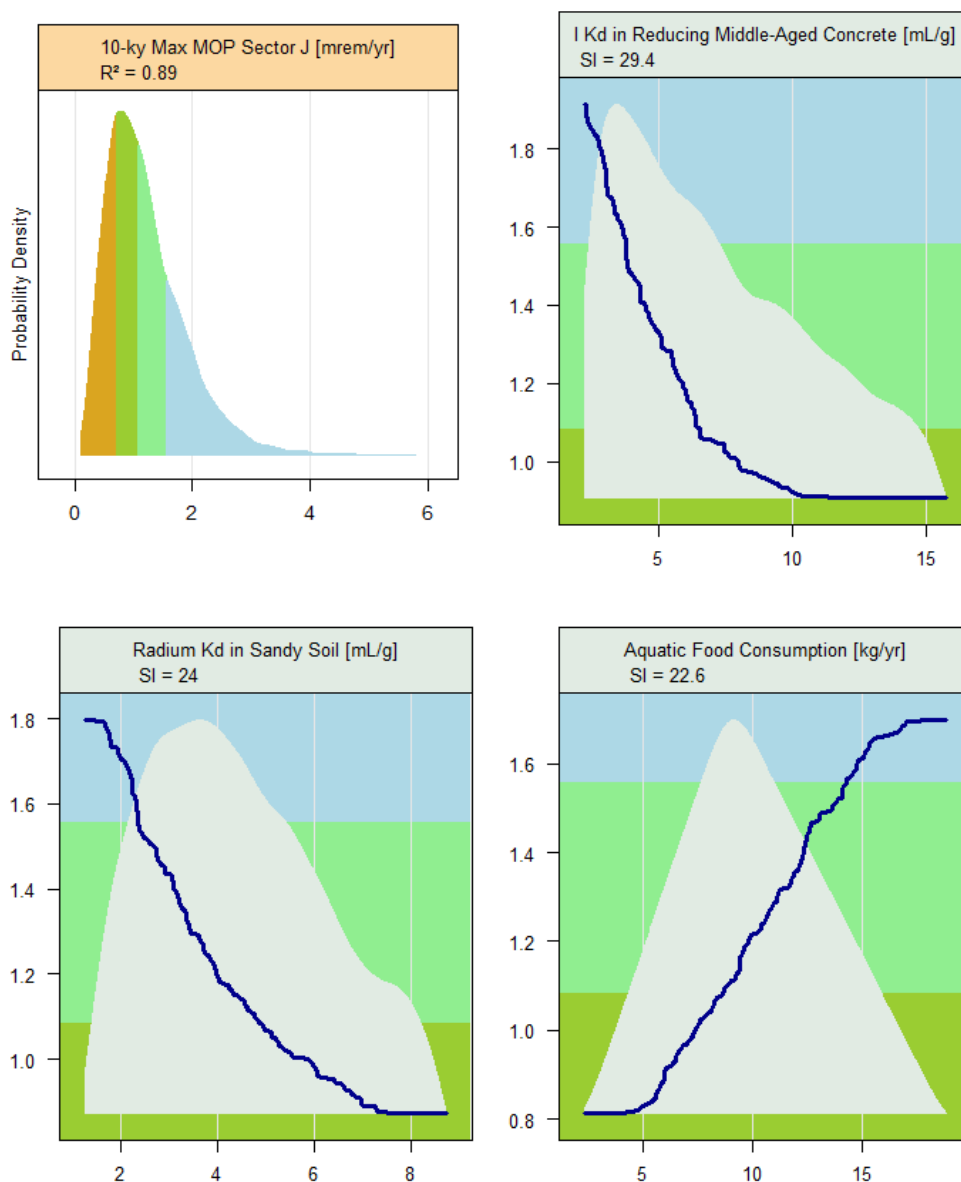 10-ky Max MOP Sector J [mrem/yr]
R² = 0.89
Probability Density
0 2 4 6
I Kd in Reducing Middle-Aged Concrete [mL/g]
SI = 29.4
1.8
1.6
1.4
1.2
1.0
5 10 15
Radium Kd in Sandy Soil [mL/g]
SI = 24
1.8
1.6
1.4
1.2
1.0
2 4 6 8
Aquatic Food Consumption [kg/yr]
SI = 22.6
1.6
1.4
1.2
1.0
0.8
5 10 15